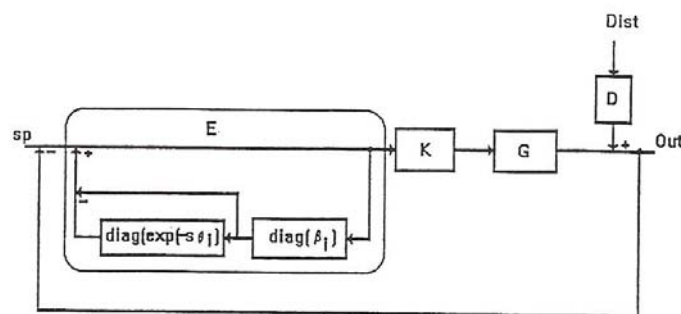 Dist
D
E
sp
-
+
K
G
+
Out
-
diag(exp(-sθi)
diag(βi)